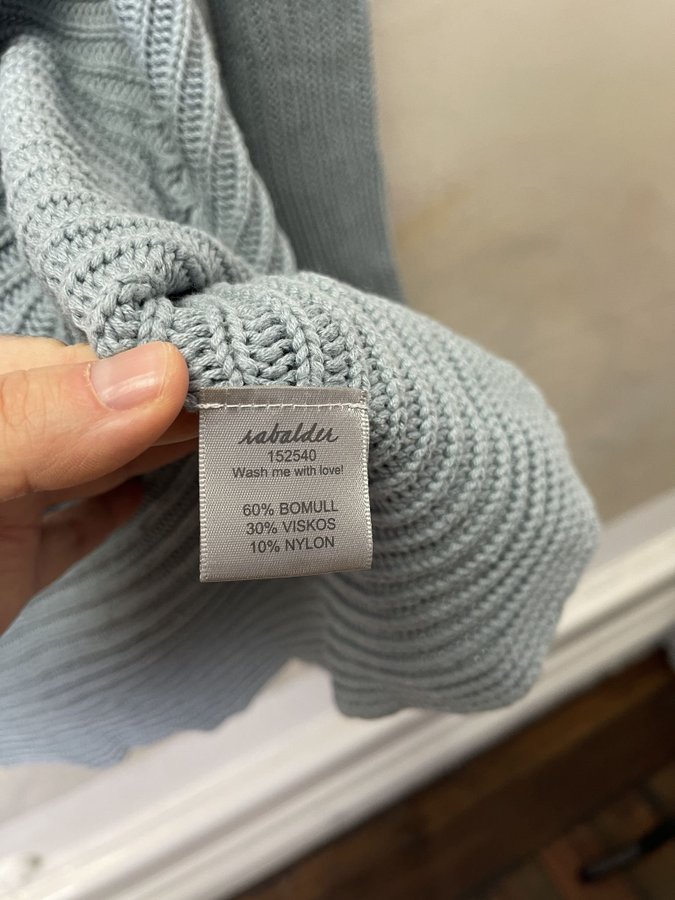 rabalder
152540
Wash me with love!
60% BOMULL
30% VISKOS
10% NYLON